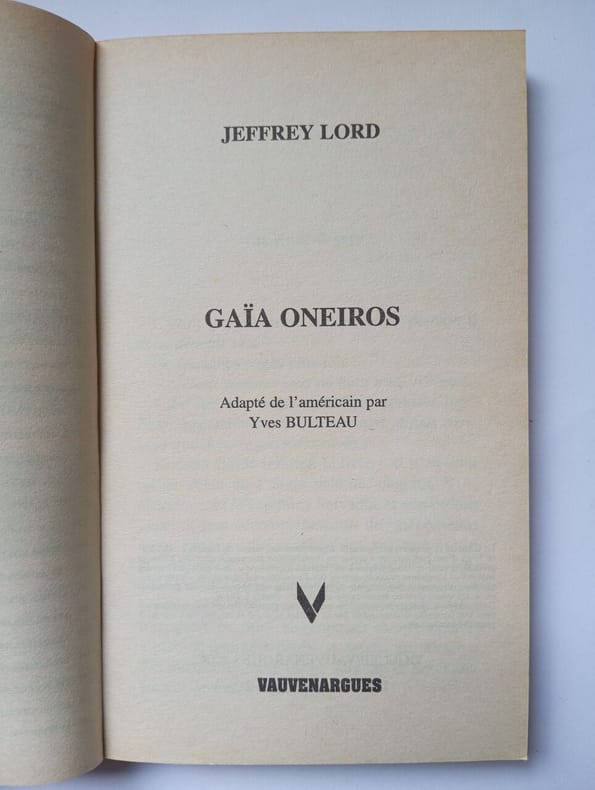 JEFFREY LORD
GAÏA ONEIROS
Adapté de l'américain par
Yves BULTEAU
VAUVENARGUES